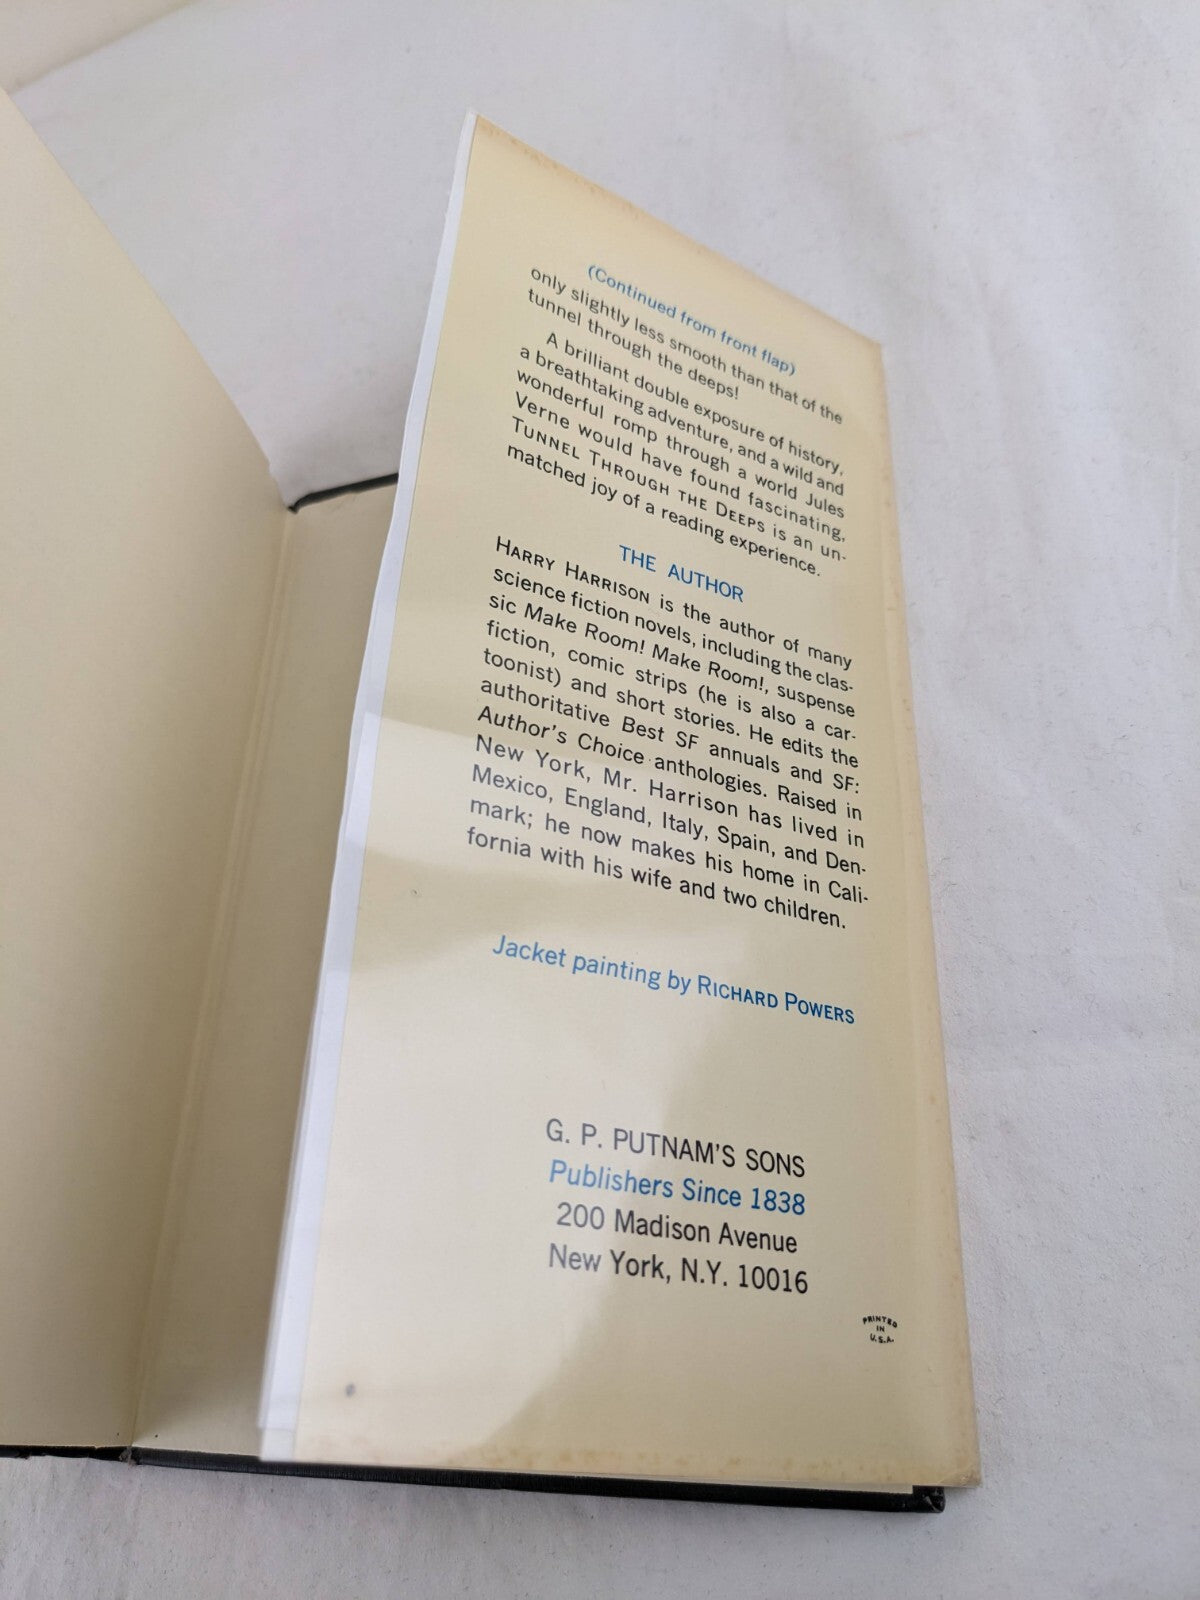 (Continued from front flap)
only slightly less smooth than that of the
tunnel through the deeps!
A brilliant double exposure of history,
a breathtaking adventure, and a wild and
wonderful romp through a world Jules
Verne would have found fascinating,
TUNNEL THROUGH THE DEEPS is an un-
matched joy of a reading experience.
THE AUTHOR
HARRY HARRISON is the author of many
science fiction novels, including the clas-
sic Make Room! Make Room!, suspense
fiction, comic strips (he is also a car-
toonist) and short stories. He edits the
authoritative Best SF annuals and SF:
Author's Choice anthologies. Raised in
New York, Mr. Harrison has lived in
Mexico, England, Italy, Spain, and Den-
mark; he now makes his home in Cali-
fornia with his wife and two children.
Jacket painting by RICHARD POWERS
G. P. PUTNAM'S SONS
Publishers Since 1838
200 Madison Avenue
New York, N.Y. 10016
PRINTED
IN
U.S.A.